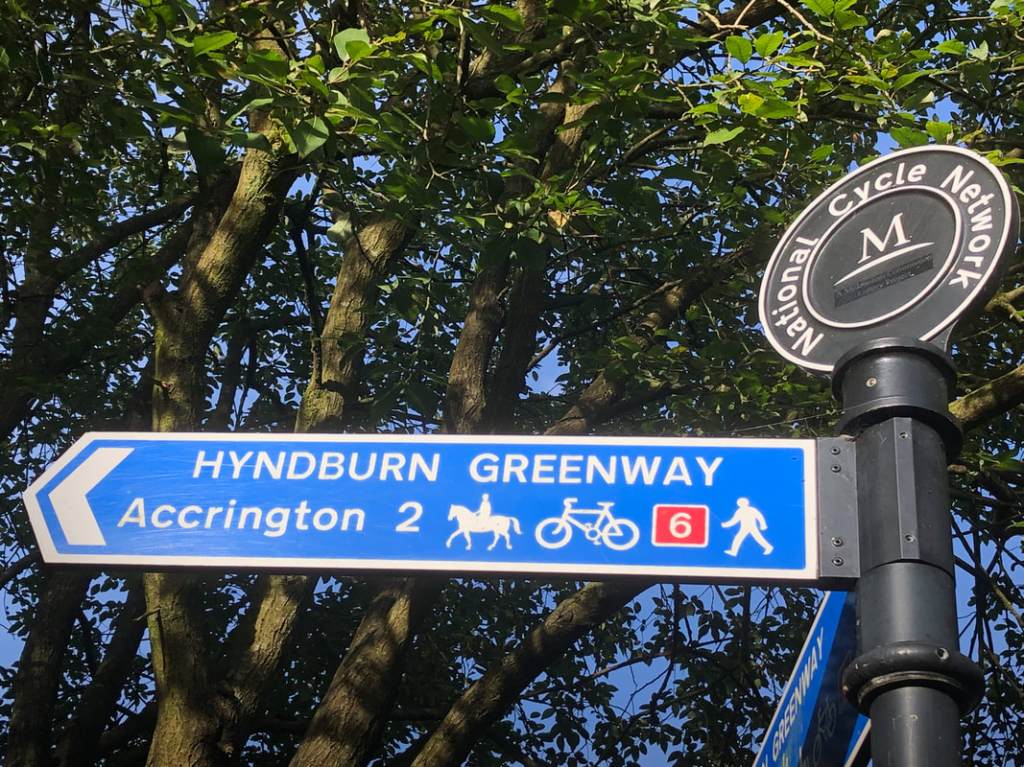 National Cycle Network
M
HYNDBURN GREENWAY
Accrington 2
6
GREENWAY